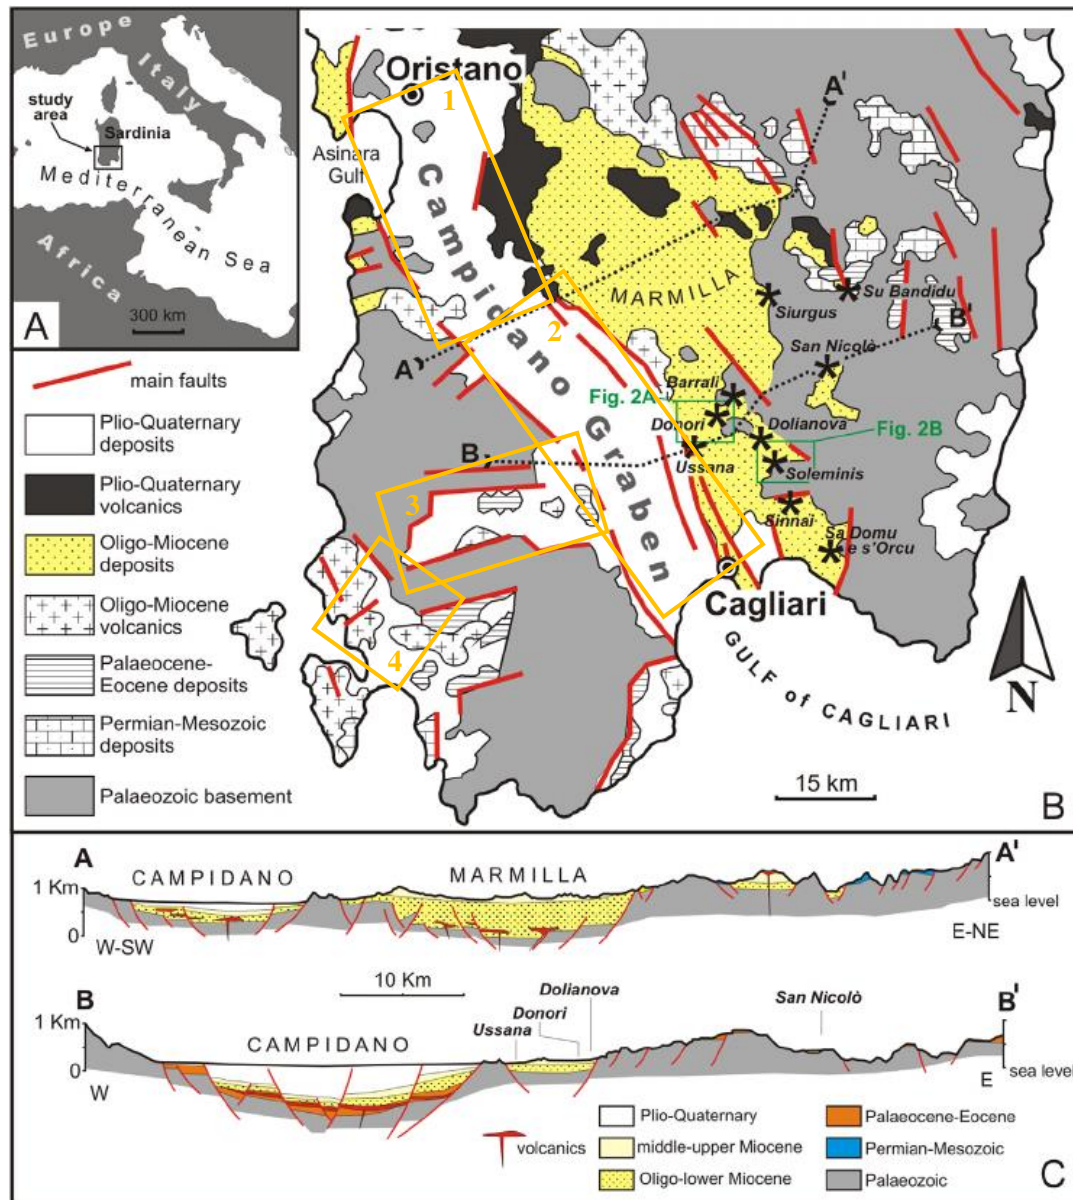 Europe
Italy
study
area
Sardinia
Mediterranean Sea
Africa
A
300 km
main faults
Plio-Quaternary
deposits
Plio-Quaternary
volcanics
Oligo-Miocene
deposits
Oligo-Miocene
volcanics
Palaeocene-
Eocene deposits
Permian-Mesozoic
deposits
Palaeozoic basement
Oristano
1
A'
Asinara
Gulf
Campidano Graben
MARMILLA
Su Bandidu
Siurgus
B'
2
San Nicolò
A
Barrali
Fig. 2A
Donori
Dolianova
Fig. 2B
Ussana
B
Soleminis
3
Sinnai
Sa Domu
e s'Orcu
Cagliari
4
GULF of CAGLIARI
N
15 km
B
A
A'
CAMPIDANO
MARMILLA
1 Km
0
sea level
W-SW
E-NE
10 Km
B
B'
Dolianova
Donori
Ussana
San Nicolò
1 Km
CAMPIDANO
0
sea level
W
E
volcanics
Plio-Quaternary
middle-upper Miocene
Oligo-lower Miocene
Palaeocene-Eocene
Permian-Mesozoic
Palaeozoic
C